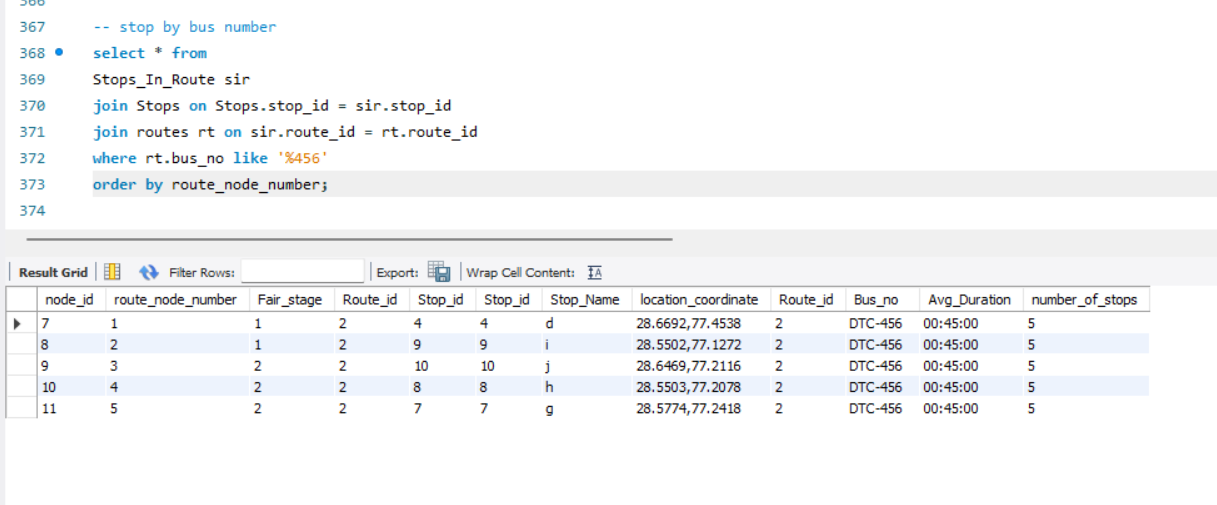 366
367 -- stop by bus number
368 select * from
369 Stops_In_Route sir
370 join Stops on Stops.stop_id = sir.stop_id
371 join routes rt on sir.route_id = rt.route_id
372 where rt.bus_no like '%456'
373 order by route_node_number;
374
Result Grid Filter Rows: Export: Wrap Cell Content: IA
node_id route_node_number Fair_stage Route_id Stop_id Stop_id Stop_Name location_coordinate Route_id Bus_no Avg_Duration number_of_stops
7 1 1 2 4 4 d 28.6692,77.4538 2 DTC-456 00:45:00 5
8 2 1 2 9 9 i 28.5502,77.1272 2 DTC-456 00:45:00 5
9 3 2 2 10 10 j 28.6469,77.2116 2 DTC-456 00:45:00 5
10 4 2 2 8 8 h 28.5503,77.2078 2 DTC-456 00:45:00 5
11 5 2 2 7 7 g 28.5774,77.2418 2 DTC-456 00:45:00 5